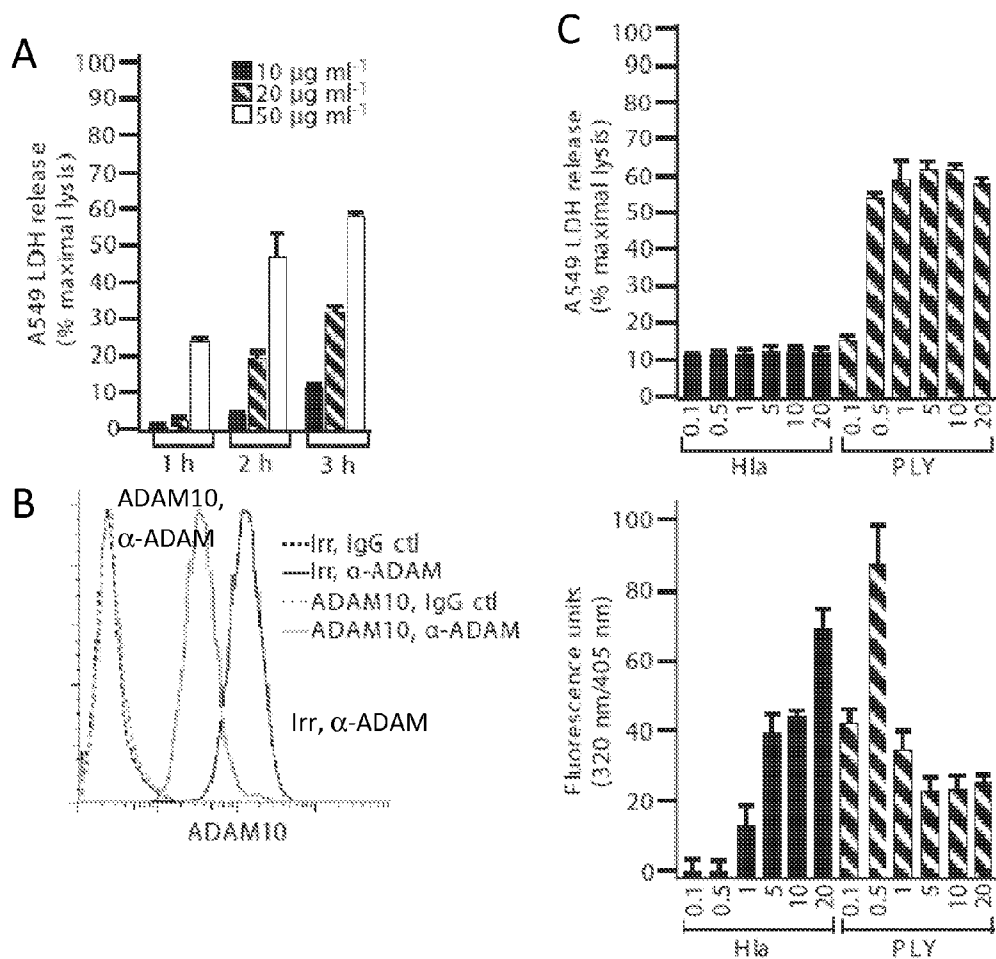 A
A549 LDH release
(% maximal lysis)
100
90
80
70
60
50
40
30
20
10
0
10 µg ml-1
20 µg ml-1
50 µg ml-1
1 h
2 h
3 h
B
ADAM10,
α-ADAM
Irr, IgG ctl
Irr, α-ADAM
ADAM10, IgG ctl
ADAM10, α-ADAM
Irr, α-ADAM
ADAM10
C
A549 LDH release
(% maximal lysis)
100
90
80
70
60
50
40
30
20
10
0
0.1 0.5 1 5 10 20 0.1 0.5 1 5 10 20
Hla PLY
Fluorescence units
(320 nm/405 nm)
100
80
60
40
20
0
0.1 0.5 1 5 10 20 0.1 0.5 1 5 10 20
Hla PLY